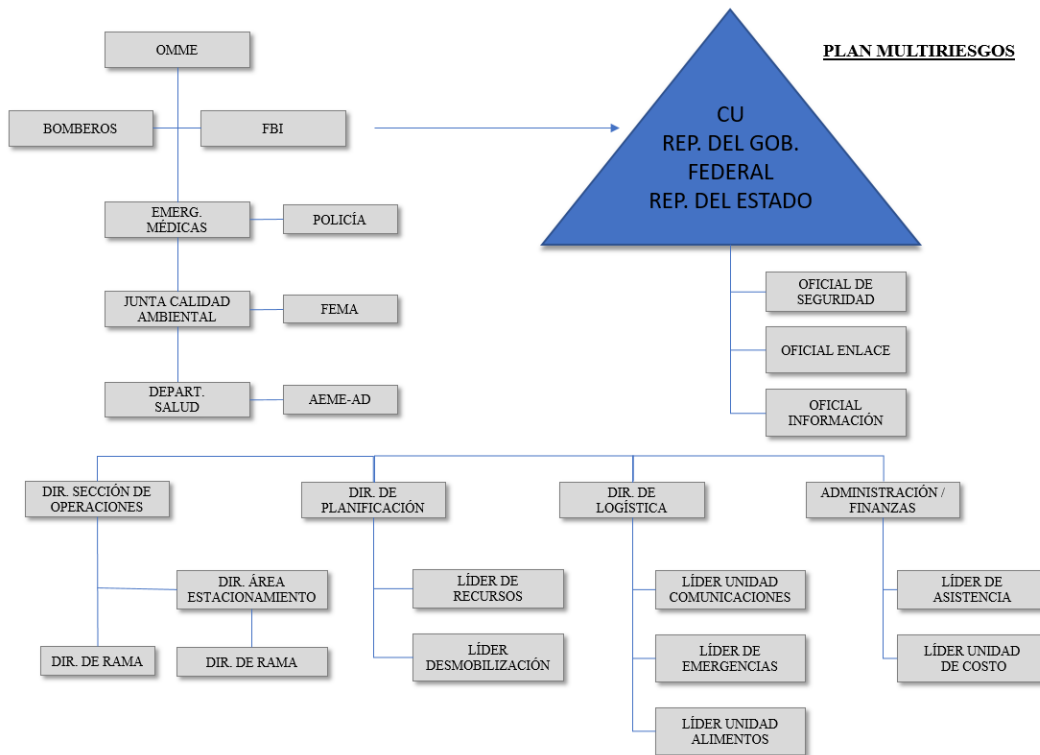 OMME
PLAN MULTIRIESGOS
BOMBEROS
FBI
CU
REP. DEL GOB.
FEDERAL
REP. DEL ESTADO
EMERG.
MÉDICAS
POLICÍA
JUNTA CALIDAD
AMBIENTAL
FEMA
DEPART.
SALUD
AEME-AD
OFICIAL DE
SEGURIDAD
OFICIAL ENLACE
OFICIAL
INFORMACIÓN
DIR. SECCIÓN DE
OPERACIONES
DIR. DE
PLANIFICACIÓN
DIR. DE
LOGÍSTICA
ADMINISTRACIÓN /
FINANZAS
DIR. ÁREA
ESTACIONAMIENTO
DIR. DE RAMA
DIR. DE RAMA
LÍDER DE
RECURSOS
LÍDER
DESMOBILIZACIÓN
LÍDER UNIDAD
COMUNICACIONES
LÍDER DE
EMERGENCIAS
LÍDER UNIDAD
ALIMENTOS
LÍDER DE
ASISTENCIA
LÍDER UNIDAD
DE COSTO